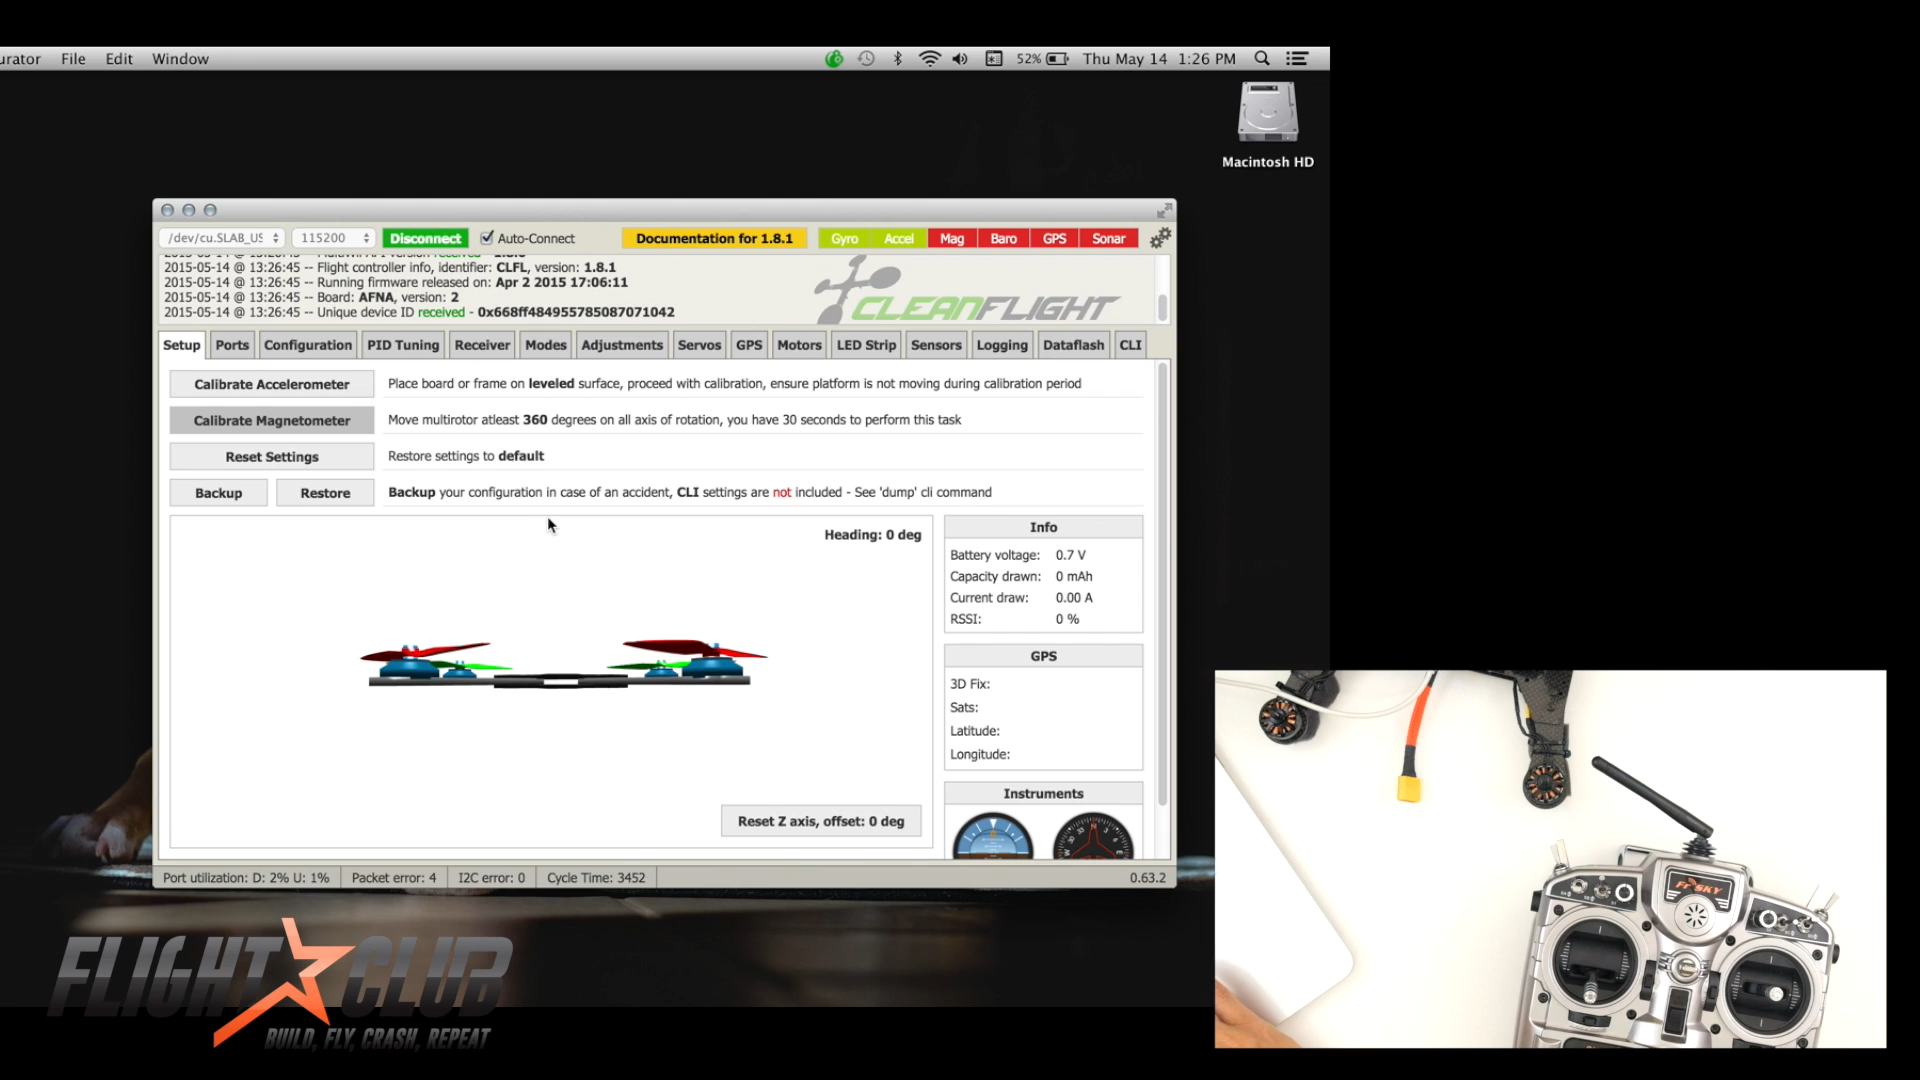 urator File Edit Window 52% Thu May 14 1:26 PM
Macintosh HD
/dev/cu.SLAB_US 115200 Disconnect Auto-Connect Documentation for 1.8.1 Gyro Accel Mag Baro GPS Sonar
2015-05-14 @ 13:26:45 -- Flight controller info, identifier: CLFL, version: 1.8.1
2015-05-14 @ 13:26:45 -- Running firmware released on: Apr 2 2015 17:06:11
2015-05-14 @ 13:26:45 -- Board: AFNA, version: 2
2015-05-14 @ 13:26:45 -- Unique device ID received - 0x668ff484955785087071042
CLEANFLIGHT
Setup Ports Configuration PID Tuning Receiver Modes Adjustments Servos GPS Motors LED Strip Sensors Logging Dataflash CLI
Calibrate Accelerometer Place board or frame on leveled surface, proceed with calibration, ensure platform is not moving during calibration period
Calibrate Magnetometer Move multirotor atleast 360 degrees on all axis of rotation, you have 30 seconds to perform this task
Reset Settings Restore settings to default
Backup Restore Backup your configuration in case of an accident, CLI settings are not included - See 'dump' cli command
Heading: 0 deg
Info
Battery voltage: 0.7 V
Capacity drawn: 0 mAh
Current draw: 0.00 A
RSSI: 0 %
GPS
3D Fix:
Sats:
Latitude:
Longitude:
Instruments
Reset Z axis, offset: 0 deg
Port utilization: D: 2% U: 1% Packet error: 4 I2C error: 0 Cycle Time: 3452 0.63.2
FLIGHT CLUB
BUILD, FLY, CRASH, REPEAT
FrSKY